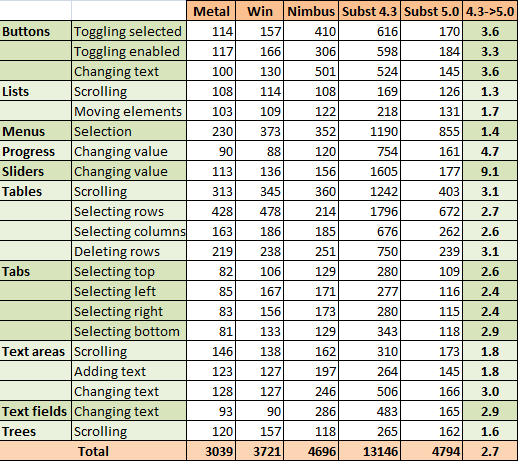 Metal Win Nimbus Subst 4.3 Subst 5.0 4.3->5.0
Buttons Toggling selected 114 157 410 616 170 3.6
Toggling enabled 117 166 306 598 184 3.3
Changing text 100 130 501 524 145 3.6
Lists Scrolling 108 114 108 169 126 1.3
Moving elements 103 109 122 218 131 1.7
Menus Selection 230 373 352 1190 855 1.4
Progress Changing value 90 88 120 754 161 4.7
Sliders Changing value 113 136 156 1605 177 9.1
Tables Scrolling 313 345 360 1242 403 3.1
Selecting rows 428 478 214 1796 672 2.7
Selecting columns 163 186 185 676 262 2.6
Deleting rows 219 238 251 750 239 3.1
Tabs Selecting top 82 106 129 280 109 2.6
Selecting left 85 167 171 277 116 2.4
Selecting right 83 156 173 280 115 2.4
Selecting bottom 81 133 129 343 118 2.9
Text areas Scrolling 146 138 162 310 173 1.8
Adding text 123 127 197 264 145 1.8
Changing text 128 127 246 506 166 3.0
Text fields Changing text 93 90 286 483 165 2.9
Trees Scrolling 120 157 118 265 162 1.6
Total 3039 3721 4696 13146 4794 2.7